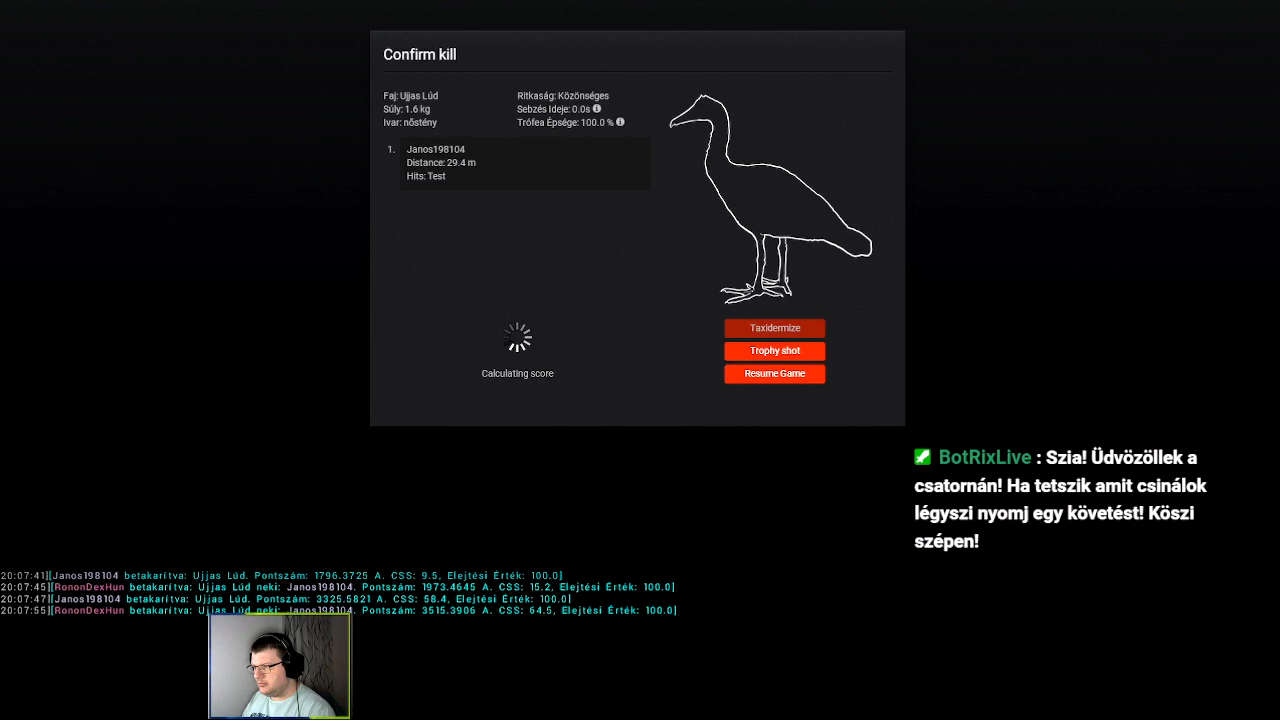 Confirm kill
Faj: Ujjas Lúd
Súly: 1.6 kg
Ivar: nőstény
Ritkaság: Közönséges
Sebzés Ideje: 0.0s
Trófea Épsége: 100.0 %
1. Janos198104
Distance: 29.4 m
Hits: Test
Calculating score
Taxidermize
Trophy shot
Resume Game
BotRixLive : Szia! Üdvözöllek a
csatornán! Ha tetszik amit csinálok
légyszi nyomj egy követést! Köszi
szépen!
20:07:41][Janos198104 betakarítva: Ujjas Lúd. Pontszám: 1796.3725 A. CSS: 9.5, Elejtési Érték: 100.0]
20:07:45][RononDexHun betakarítva: Ujjas Lúd neki: Janos198104. Pontszám: 1973.4645 A. CSS: 15.2, Elejtési Érték: 100.0]
20:07:47][Janos198104 betakarítva: Ujjas Lúd. Pontszám: 3325.5821 A. CSS: 58.4, Elejtési Érték: 100.0]
20:07:55][RononDexHun betakarítva: Ujjas Lúd neki: Janos198104. Pontszám: 3515.3906 A. CSS: 64.5, Elejtési Érték: 100.0]